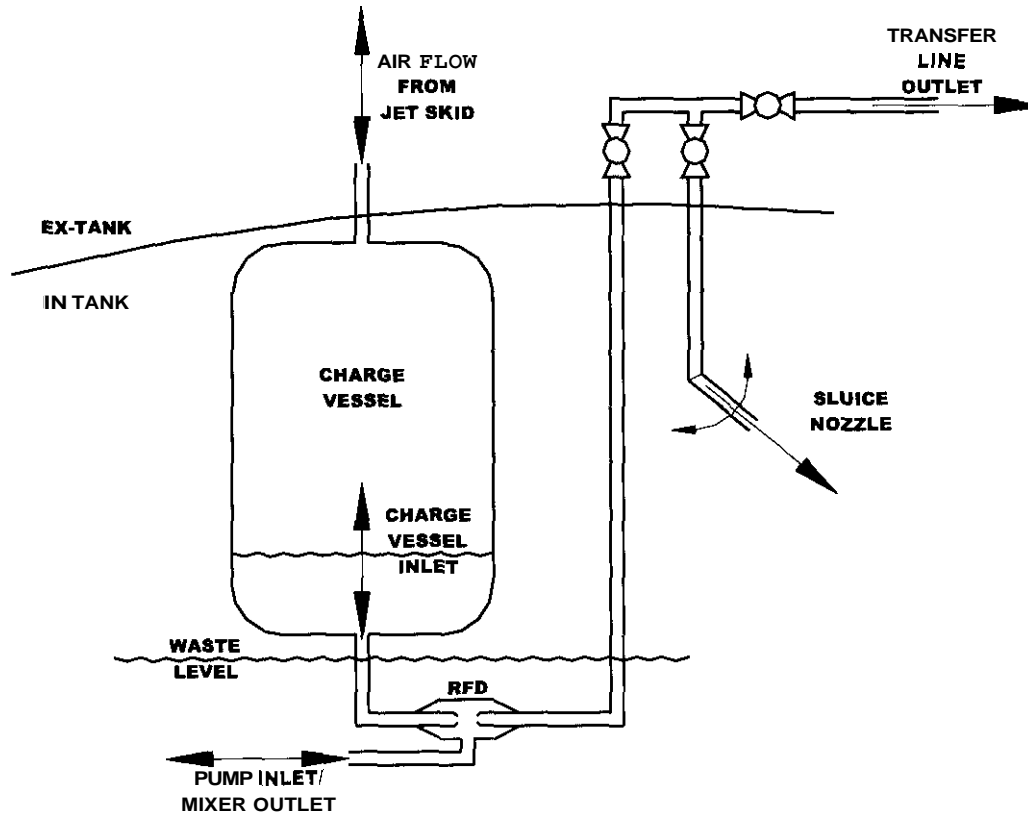 AIR FLOW
FROM
JET SKID
TRANSFER
LINE
OUTLET
EX-TANK
IN TANK
CHARGE
VESSEL
SLUICE
NOZZLE
CHARGE
VESSEL
INLET
WASTE
LEVEL
RFD
PUMP INLET/
MIXER OUTLET